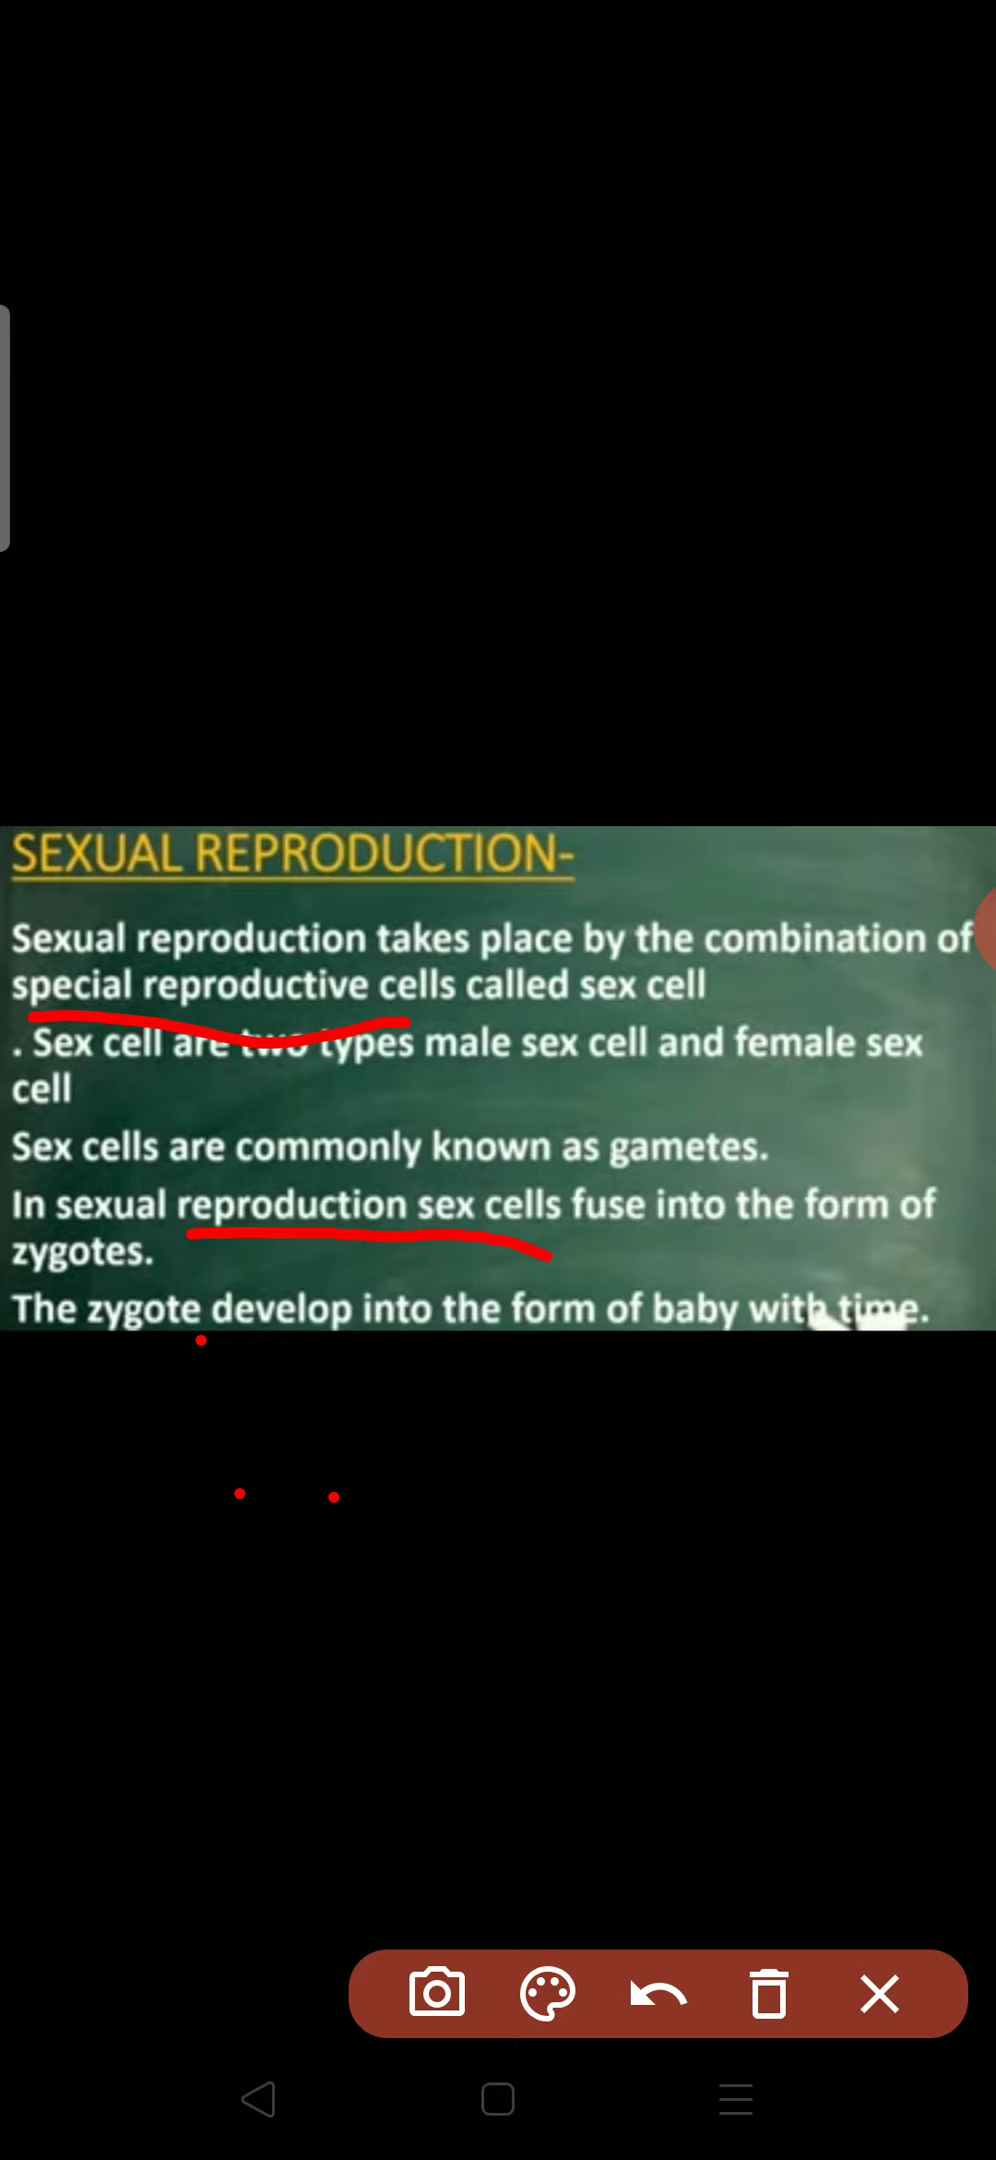 SEXUAL REPRODUCTION-
Sexual reproduction takes place by the combination of
special reproductive cells called sex cell
. Sex cell are two types male sex cell and female sex
cell
Sex cells are commonly known as gametes.
In sexual reproduction sex cells fuse into the form of
zygotes.
The zygote develop into the form of baby with time.